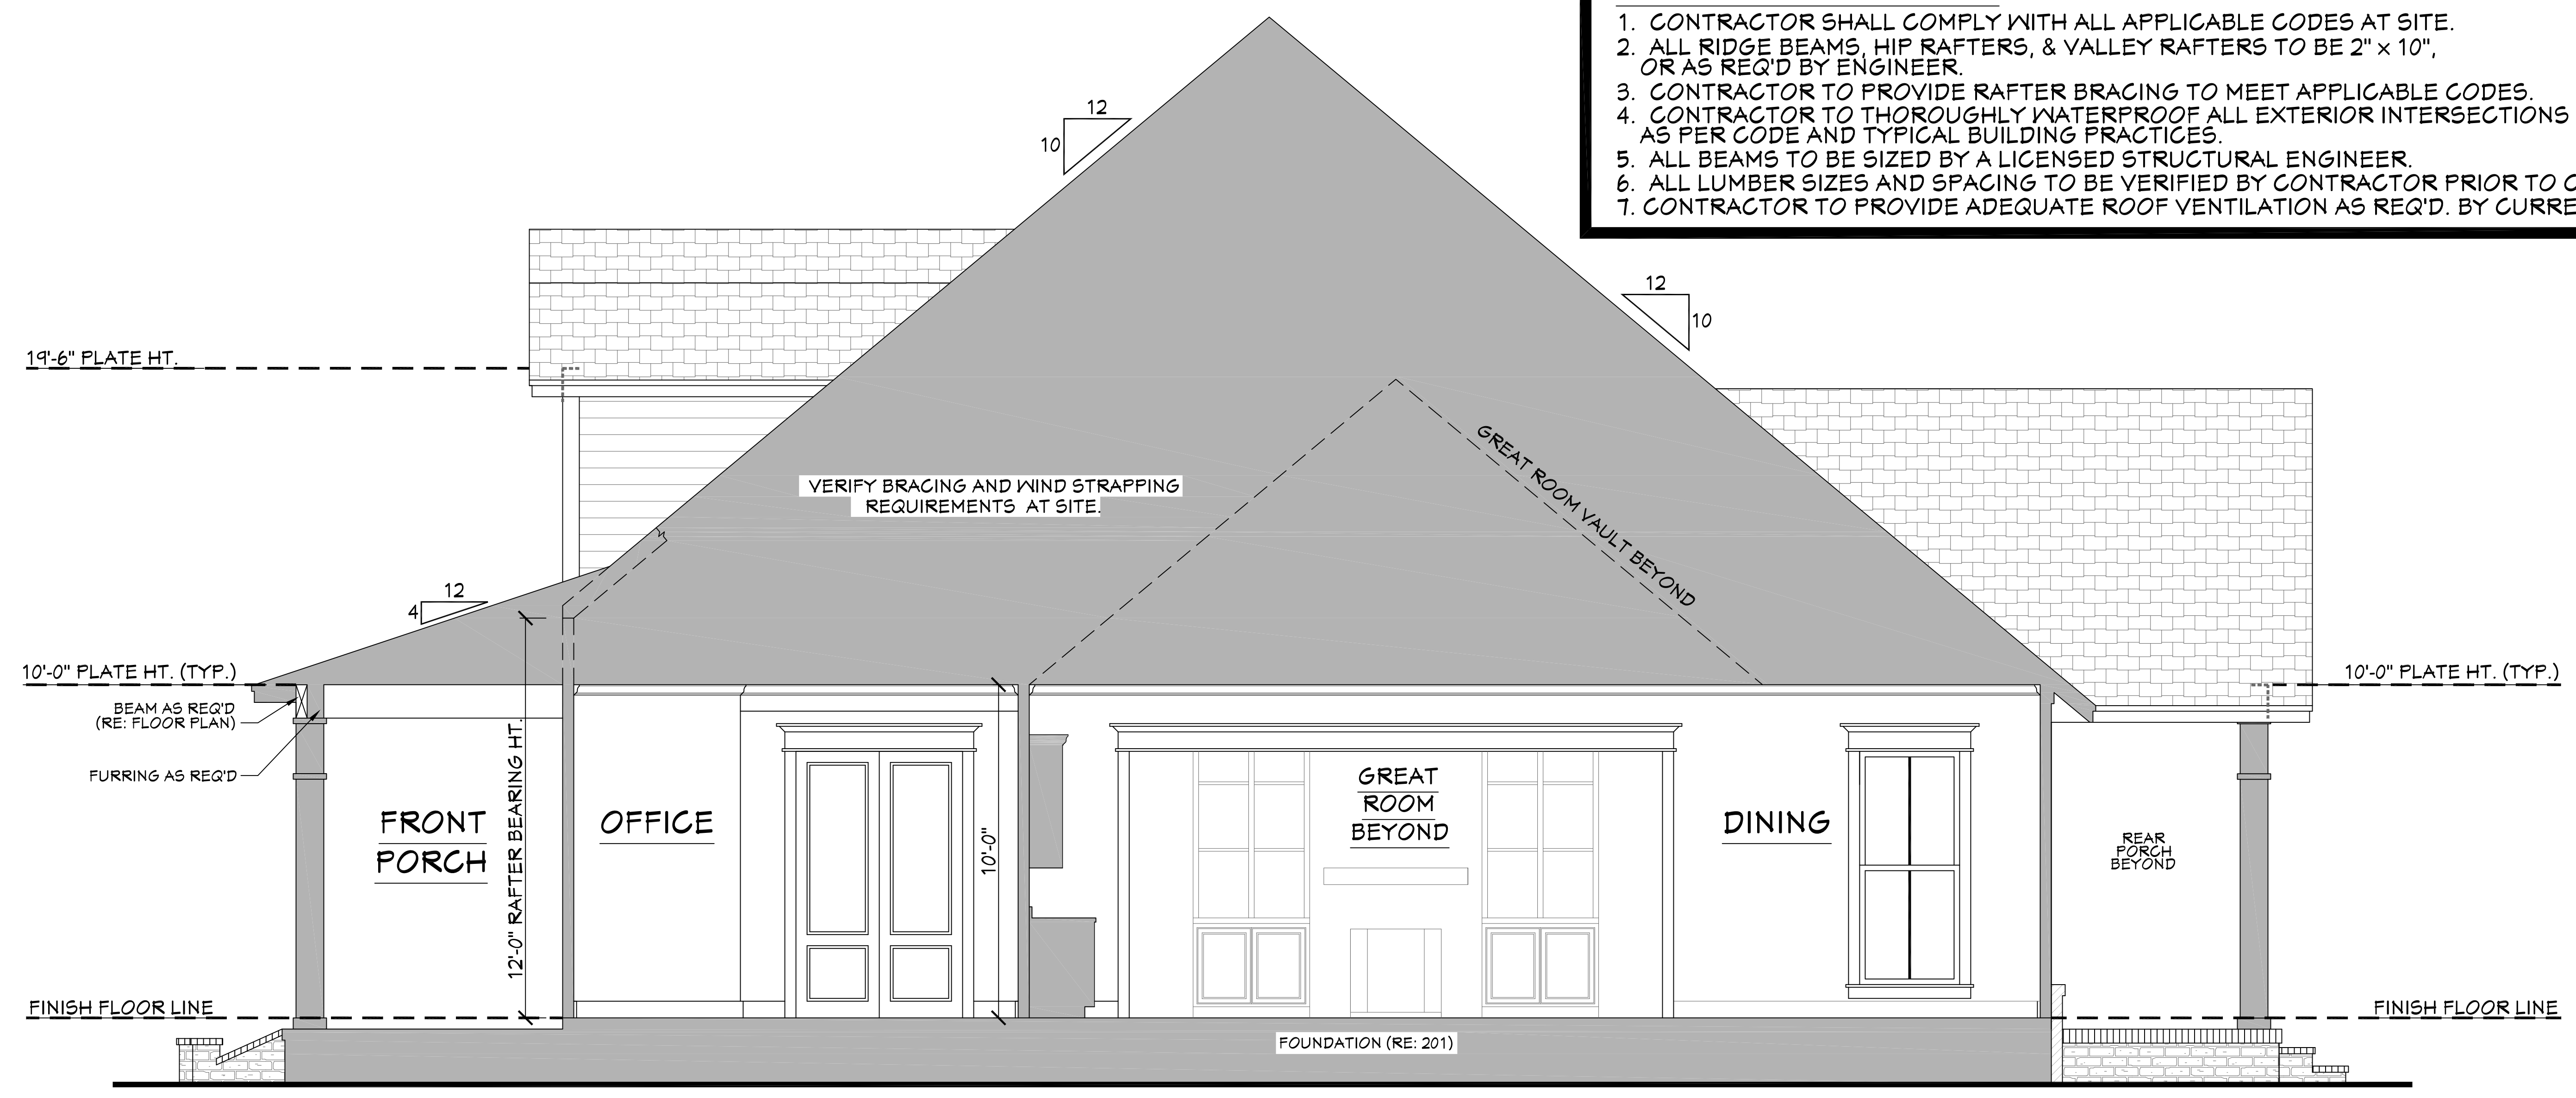 1. CONTRACTOR SHALL COMPLY WITH ALL APPLICABLE CODES AT SITE.
2. ALL RIDGE BEAMS, HIP RAFTERS, & VALLEY RAFTERS TO BE 2" x 10",
OR AS REQ'D BY ENGINEER.
3. CONTRACTOR TO PROVIDE RAFTER BRACING TO MEET APPLICABLE CODES.
4. CONTRACTOR TO THOROUGHLY WATERPROOF ALL EXTERIOR INTERSECTIONS
AS PER CODE AND TYPICAL BUILDING PRACTICES.
5. ALL BEAMS TO BE SIZED BY A LICENSED STRUCTURAL ENGINEER.
6. ALL LUMBER SIZES AND SPACING TO BE VERIFIED BY CONTRACTOR PRIOR TO
7. CONTRACTOR TO PROVIDE ADEQUATE ROOF VENTILATION AS REQ'D. BY
12
10
12
10
19'-6" PLATE HT.
VERIFY BRACING AND WIND STRAPPING
REQUIREMENTS AT SITE.
GREAT ROOM VAULT BEYOND
12
4
10'-0" PLATE HT. (TYP.)
10'-0" PLATE HT. (TYP.)
BEAM AS REQ'D
(RE: FLOOR PLAN)
FURRING AS REQ'D
FRONT
PORCH
12'-0" RAFTER BEARING HT.
OFFICE
10'-0"
GREAT
ROOM
BEYOND
DINING
REAR
PORCH
BEYOND
FINISH FLOOR LINE
FINISH FLOOR LINE
FOUNDATION (RE: 201)